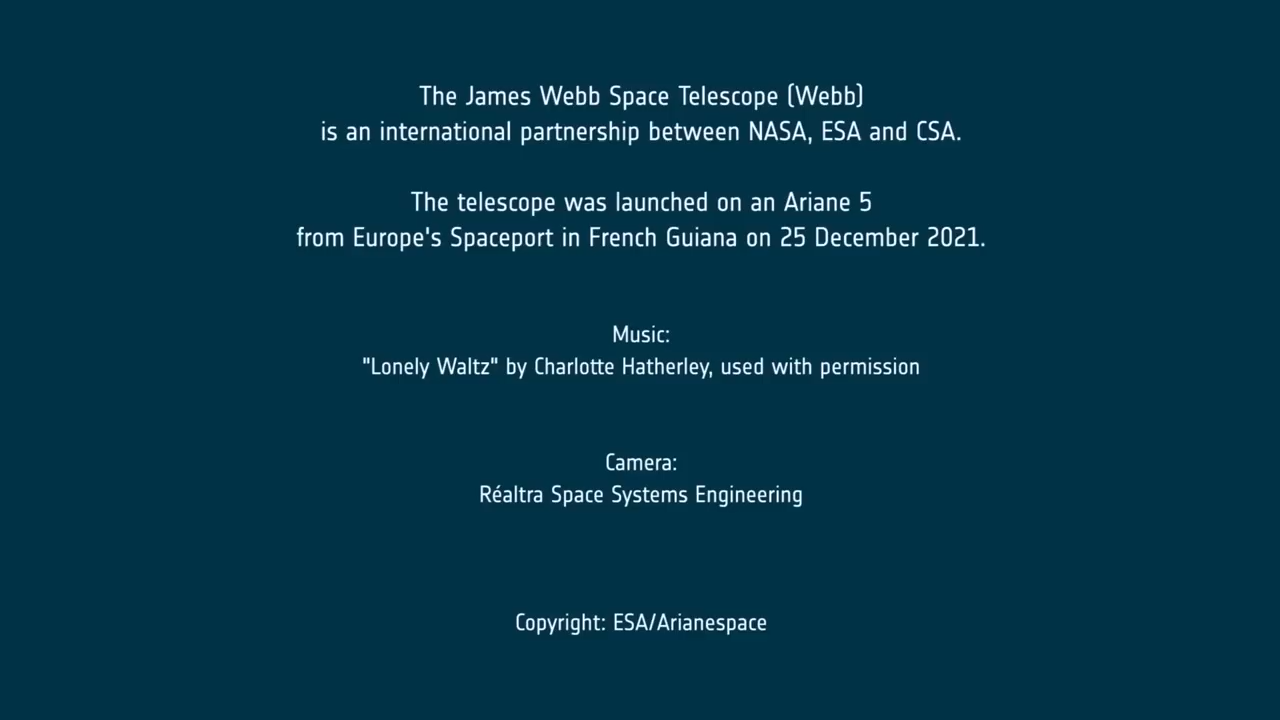 The James Webb Space Telescope (Webb)
is an international partnership between NASA, ESA and CSA.
The telescope was launched on an Ariane 5
from Europe's Spaceport in French Guiana on 25 December 2021.
Music:
"Lonely Waltz" by Charlotte Hatherley, used with permission
Camera:
Réaltra Space Systems Engineering
Copyright: ESA/Arianespace